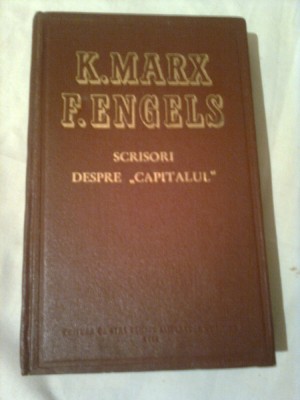 K. MARX
F. ENGELS
SCRISORI
DESPRE „CAPITALUL"